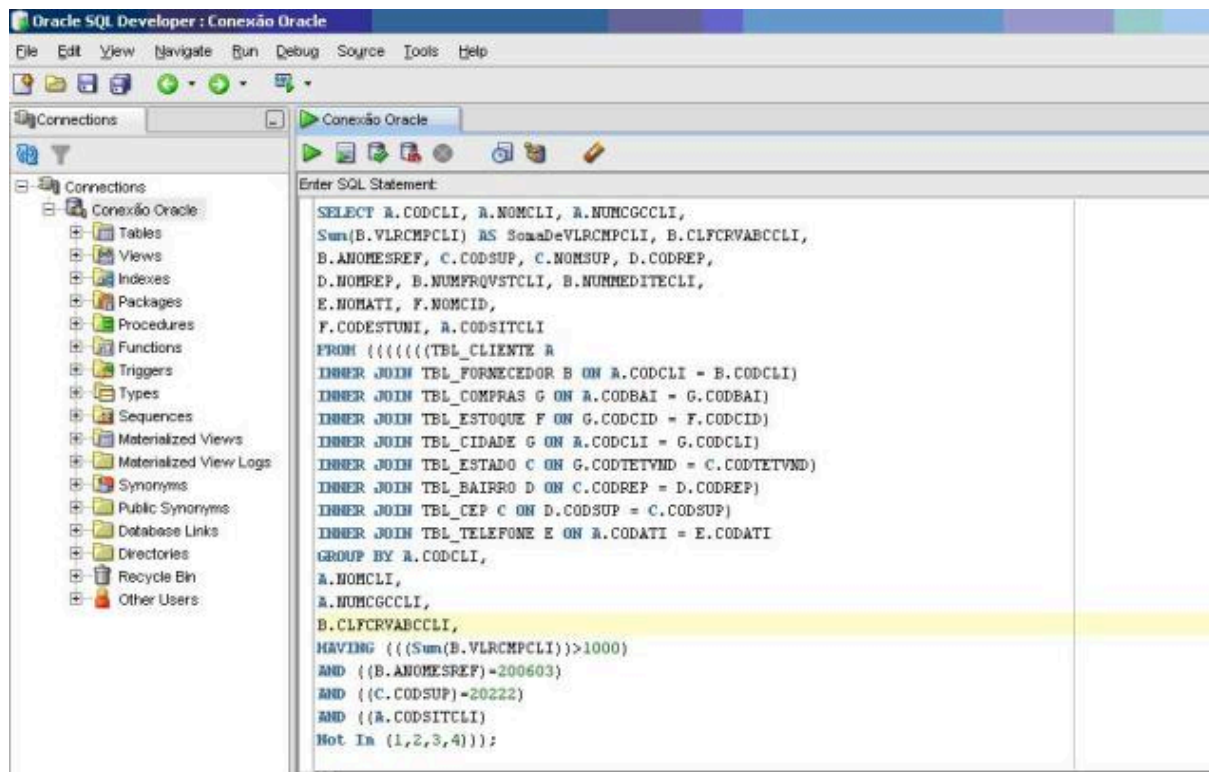 Oracle SQL Developer : Conexão Oracle
File Edit View Navigate Run Debug Source Tools Help
Connections
Conexão Oracle
Enter SQL Statement:
Connections
Conexão Oracle
Tables
Views
Indexes
Packages
Procedures
Functions
Triggers
Types
Sequences
Materialized Views
Materialized View Logs
Synonyms
Public Synonyms
Database Links
Directories
Recycle Bin
Other Users
SELECT A.CODCLI, A.NOMCLI, A.NUMCGCCLI,
Sum(B.VLRCMPCLI) AS SomaDeVLRCMPCLI, B.CLFCRVABCCLI,
B.ANOMESREF, C.CODSUP, C.NOMSUP, D.CODREP,
D.NOMREP, B.NUMFRQVSTCLI, B.NUMMEDITECLI,
E.NOMATI, F.NOMCID,
F.CODESTUNI, A.CODSITCLI
FROM (((((((TBL_CLIENTE A
INNER JOIN TBL_FORNECEDOR B ON A.CODCLI = B.CODCLI)
INNER JOIN TBL_COMPRAS G ON A.CODBAI = G.CODBAI)
INNER JOIN TBL_ESTOQUE F ON G.CODCID = F.CODCID)
INNER JOIN TBL_CIDADE G ON A.CODCLI = G.CODCLI)
INNER JOIN TBL_ESTADO C ON G.CODTETVND = C.CODTETVND)
INNER JOIN TBL_BAIRRO D ON C.CODREP = D.CODREP)
INNER JOIN TBL_CEP C ON D.CODSUP = C.CODSUP)
INNER JOIN TBL_TELEFONE E ON A.CODATI = E.CODATI
GROUP BY A.CODCLI,
A.NOMCLI,
A.NUMCGCCLI,
B.CLFCRVABCCLI,
HAVING (((Sum(B.VLRCMPCLI))>1000)
AND ((B.ANOMESREF)=200603)
AND ((C.CODSUP)=20222)
AND ((A.CODSITCLI)
Not In (1,2,3,4)));